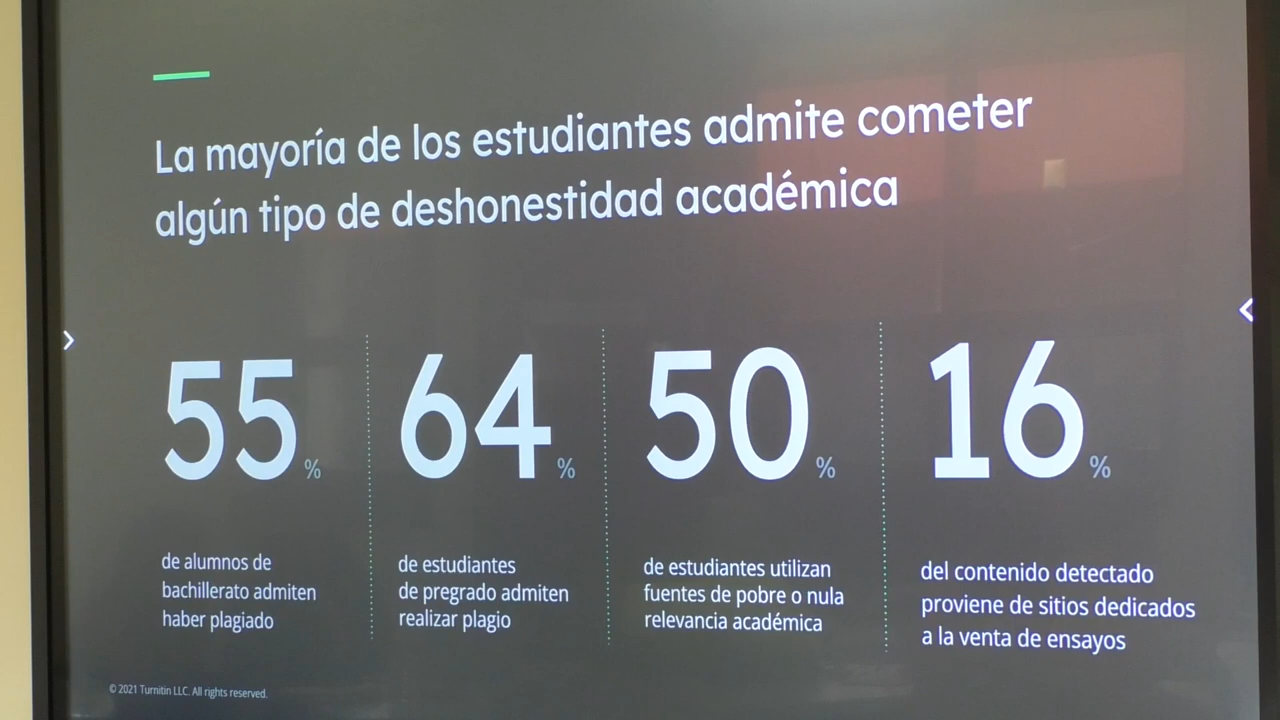 La mayoría de los estudiantes admite cometer
algún tipo de deshonestidad académica
55 %
de alumnos de
bachillerato admiten
haber plagiado
64 %
de estudiantes
de pregrado admiten
realizar plagio
50 %
de estudiantes utilizan
fuentes de pobre o nula
relevancia académica
16 %
del contenido detectado
proviene de sitios dedicados
a la venta de ensayos
© 2021 Turnitin LLC. All rights reserved.